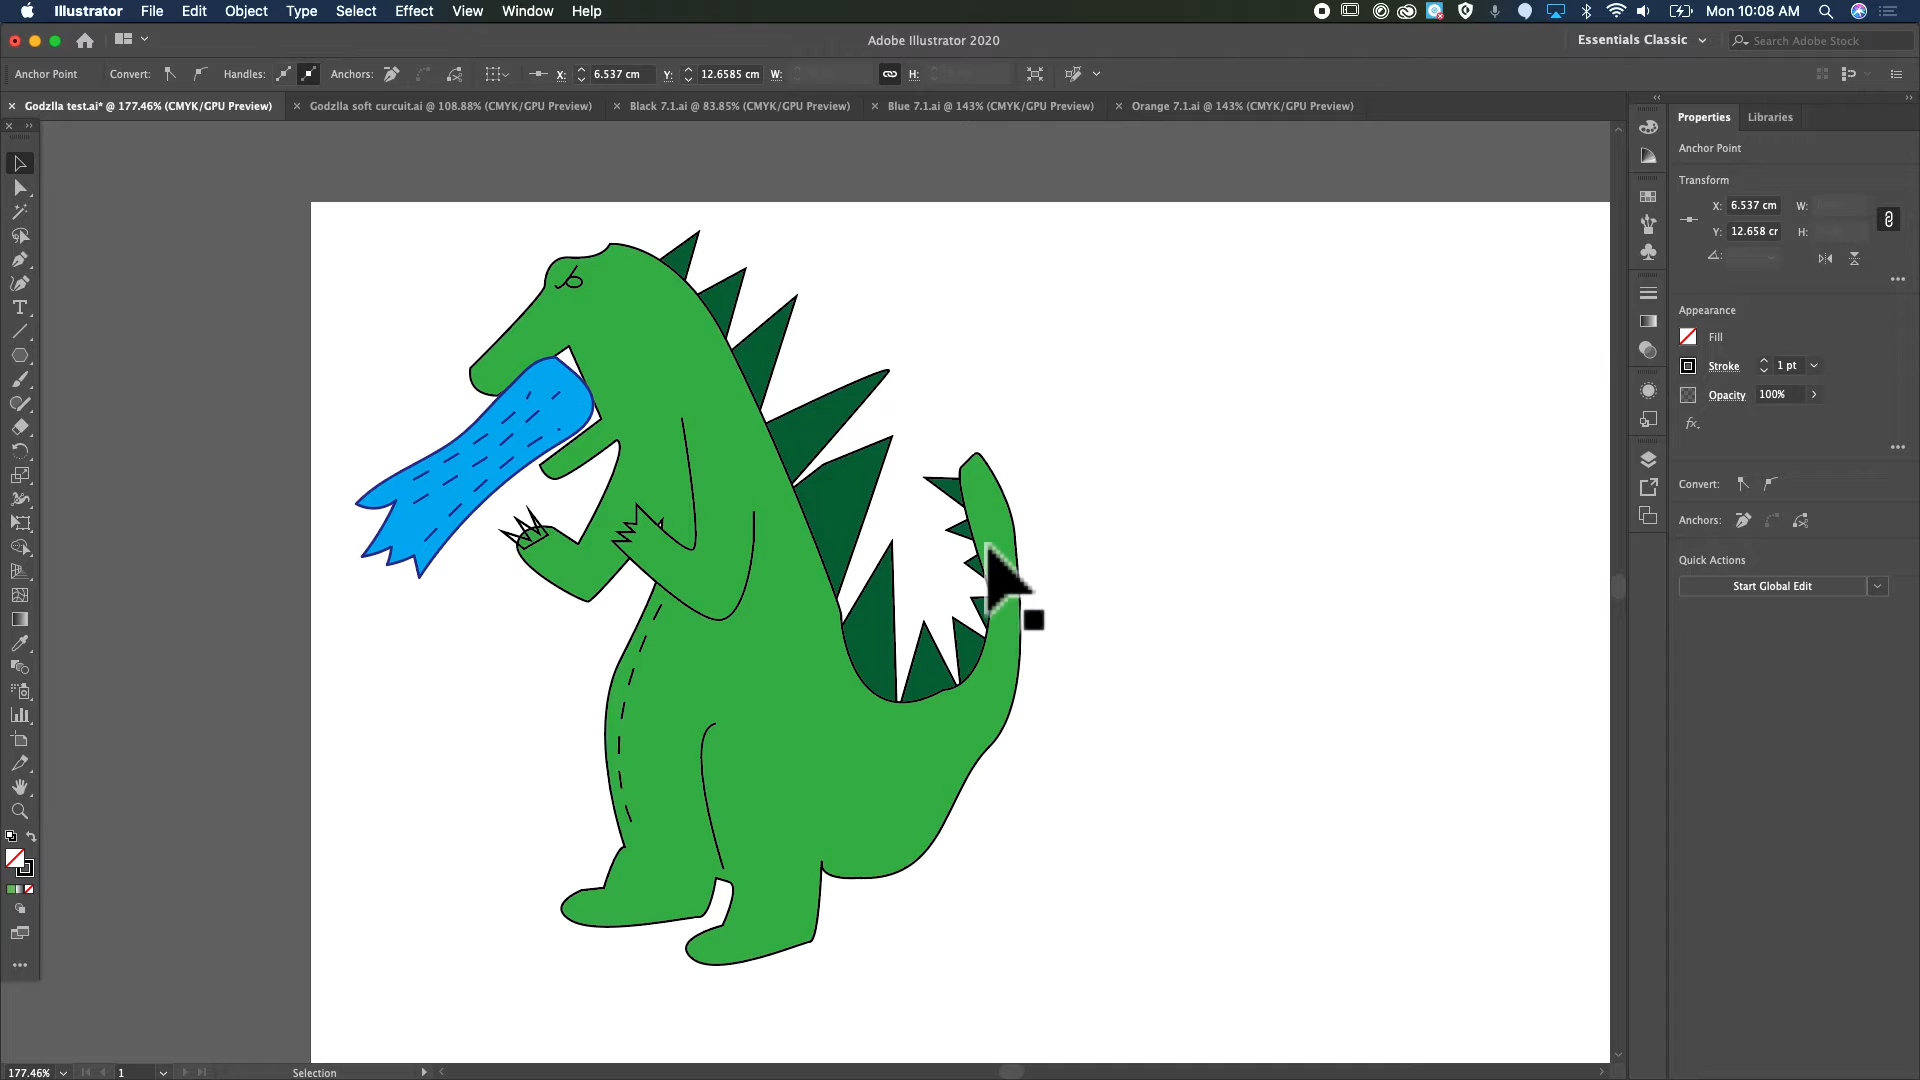 Illustrator File Edit Object Type Select Effect View Window Help Mon 10:08 AM
Adobe Illustrator 2020 Essentials Classic Search Adobe Stock
Anchor Point Convert: Handles: Anchors: X: 6.537 cm Y: 12.6585 cm W: H:
Godzlla test.ai* @ 177.46% (CMYK/GPU Preview) Godzlla soft curcuit.ai @ 108.88% (CMYK/GPU Preview) Black 7.1.ai @ 83.85% (CMYK/GPU Preview) Blue 7.1.ai @ 143% (CMYK/GPU Preview) Orange 7.1.ai @ 143% (CMYK/GPU Preview)
Properties Libraries
Anchor Point
Transform
X: 6.537 cm W:
Y: 12.658 cr H:
Appearance
Fill
Stroke 1 pt
Opacity 100%
fx.
Convert:
Anchors:
Quick Actions
Start Global Edit
177.46% 1 Selection